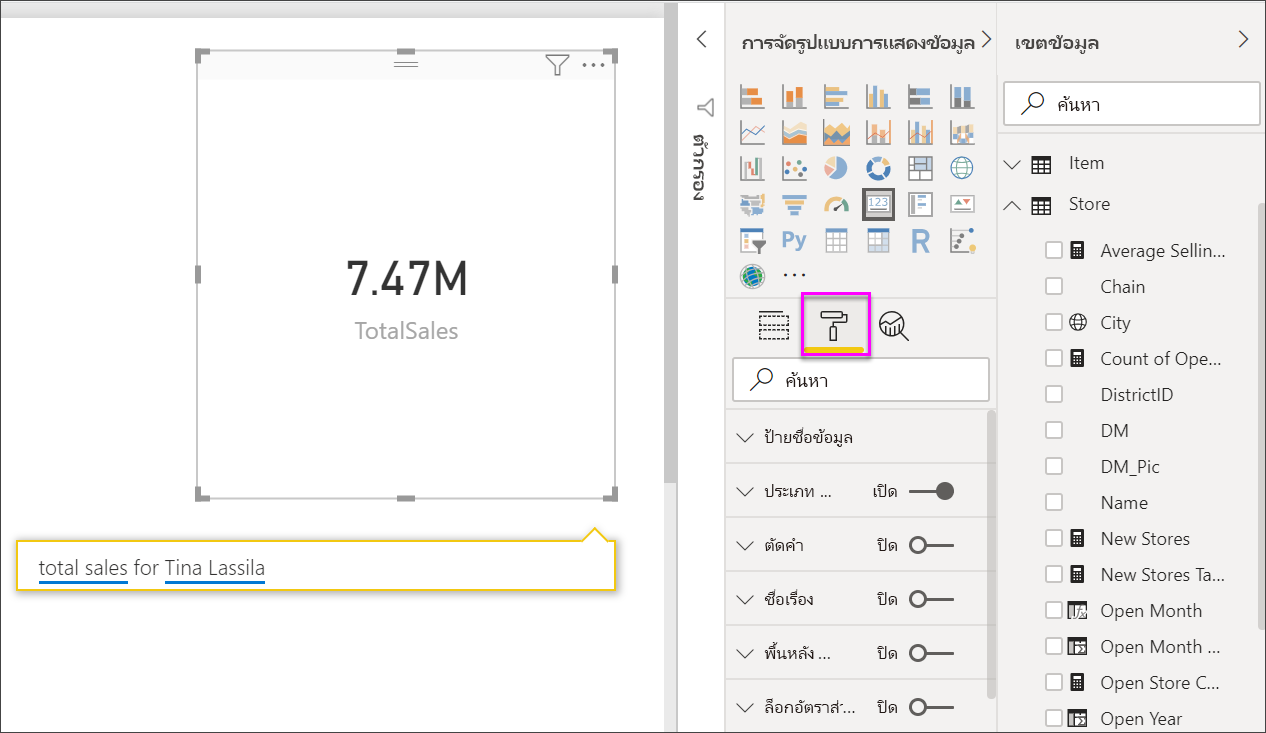 7.47M
TotalSales
total sales for Tina Lassila
ตัวกรอง
การจัดรูปแบบการแสดงข้อมูล
123
Py
R
ค้นหา
ป้ายชื่อข้อมูล
ประเภท ... เปิด
ตัดคำ ปิด
ชื่อเรื่อง ปิด
พื้นหลัง ... ปิด
ล็อกอัตราส่ว... ปิด
เขตข้อมูล
ค้นหา
Item
Store
Average Sellin...
Chain
City
Count of Ope...
DistrictID
DM
DM_Pic
Name
New Stores
New Stores Ta...
Open Month
Open Month ...
Open Store C...
Open Year